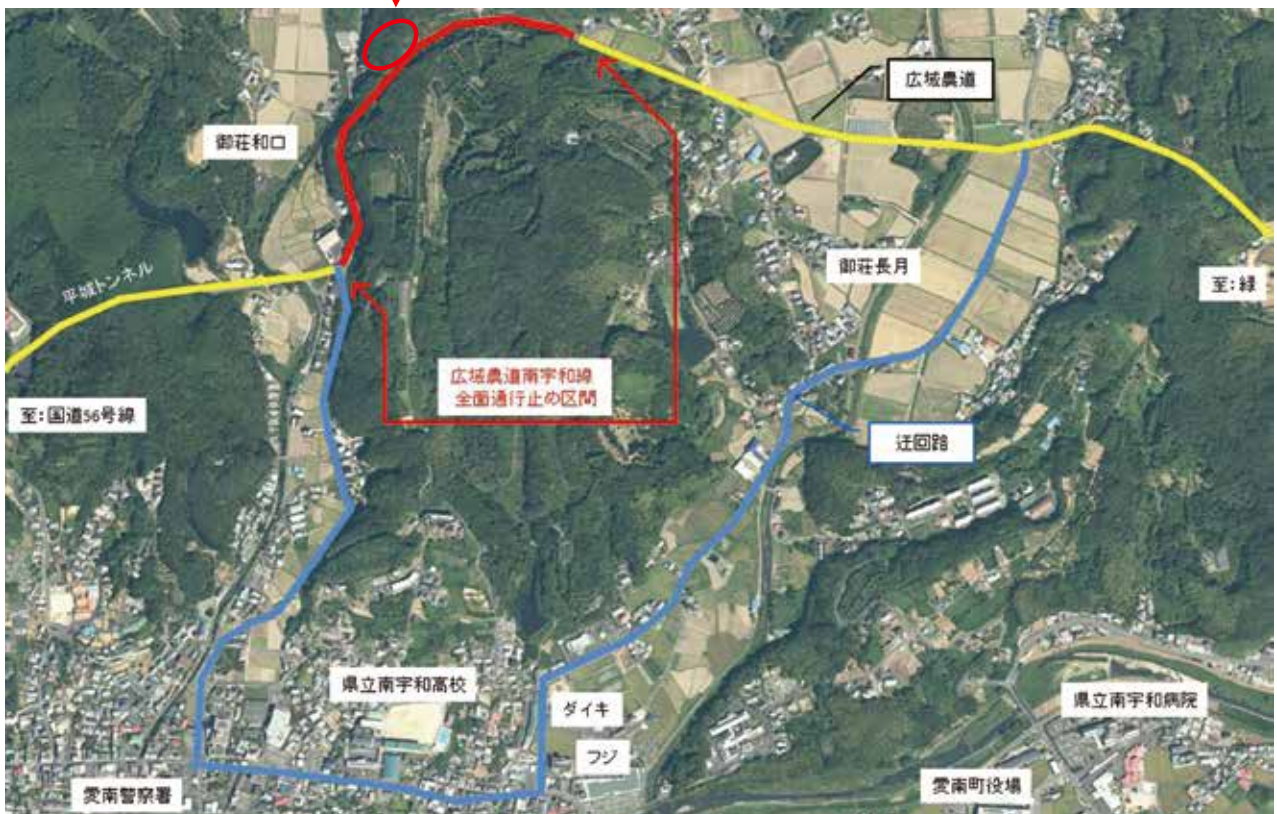 広域農道
御荘和口
平城トンネル
御荘長月
至:緑
広域農道南宇和線
全面通行止め区間
至:国道56号線
迂回路
県立南宇和高校
ダイキ
県立南宇和病院
フジ
愛南警察署
愛南町役場